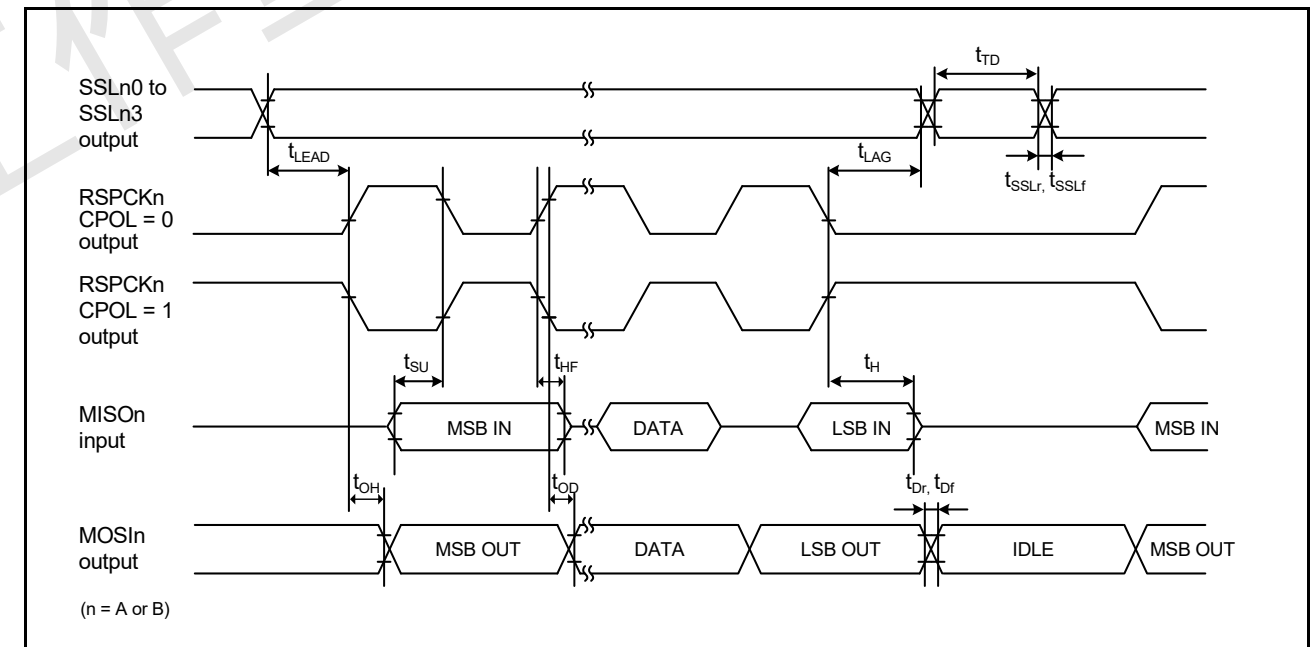 tTD
SSLn0 to
SSLn3
output
tLEAD
tLAG
tSSLr, tSSLf
RSPCKn
CPOL = 0
output
RSPCKn
CPOL = 1
output
tSU
tHF
tH
MISOn
input
MSB IN
DATA
LSB IN
MSB IN
tOH
tOD
tDr, tDf
MOSIn
output
MSB OUT
DATA
LSB OUT
IDLE
MSB OUT
(n = A or B)